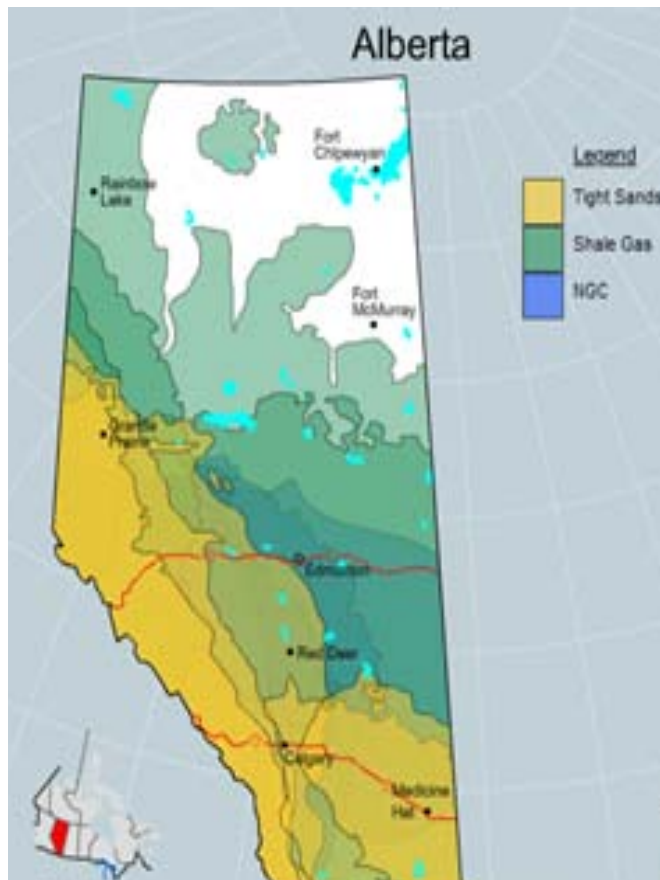 Alberta
Fort
Chipewyan
Legend
Rainbow
Lake
Tight Sands
Shale Gas
NGC
Fort
McMurray
Grande
Prairie
Edmonton
Red Deer
Calgary
Medicine
Hat